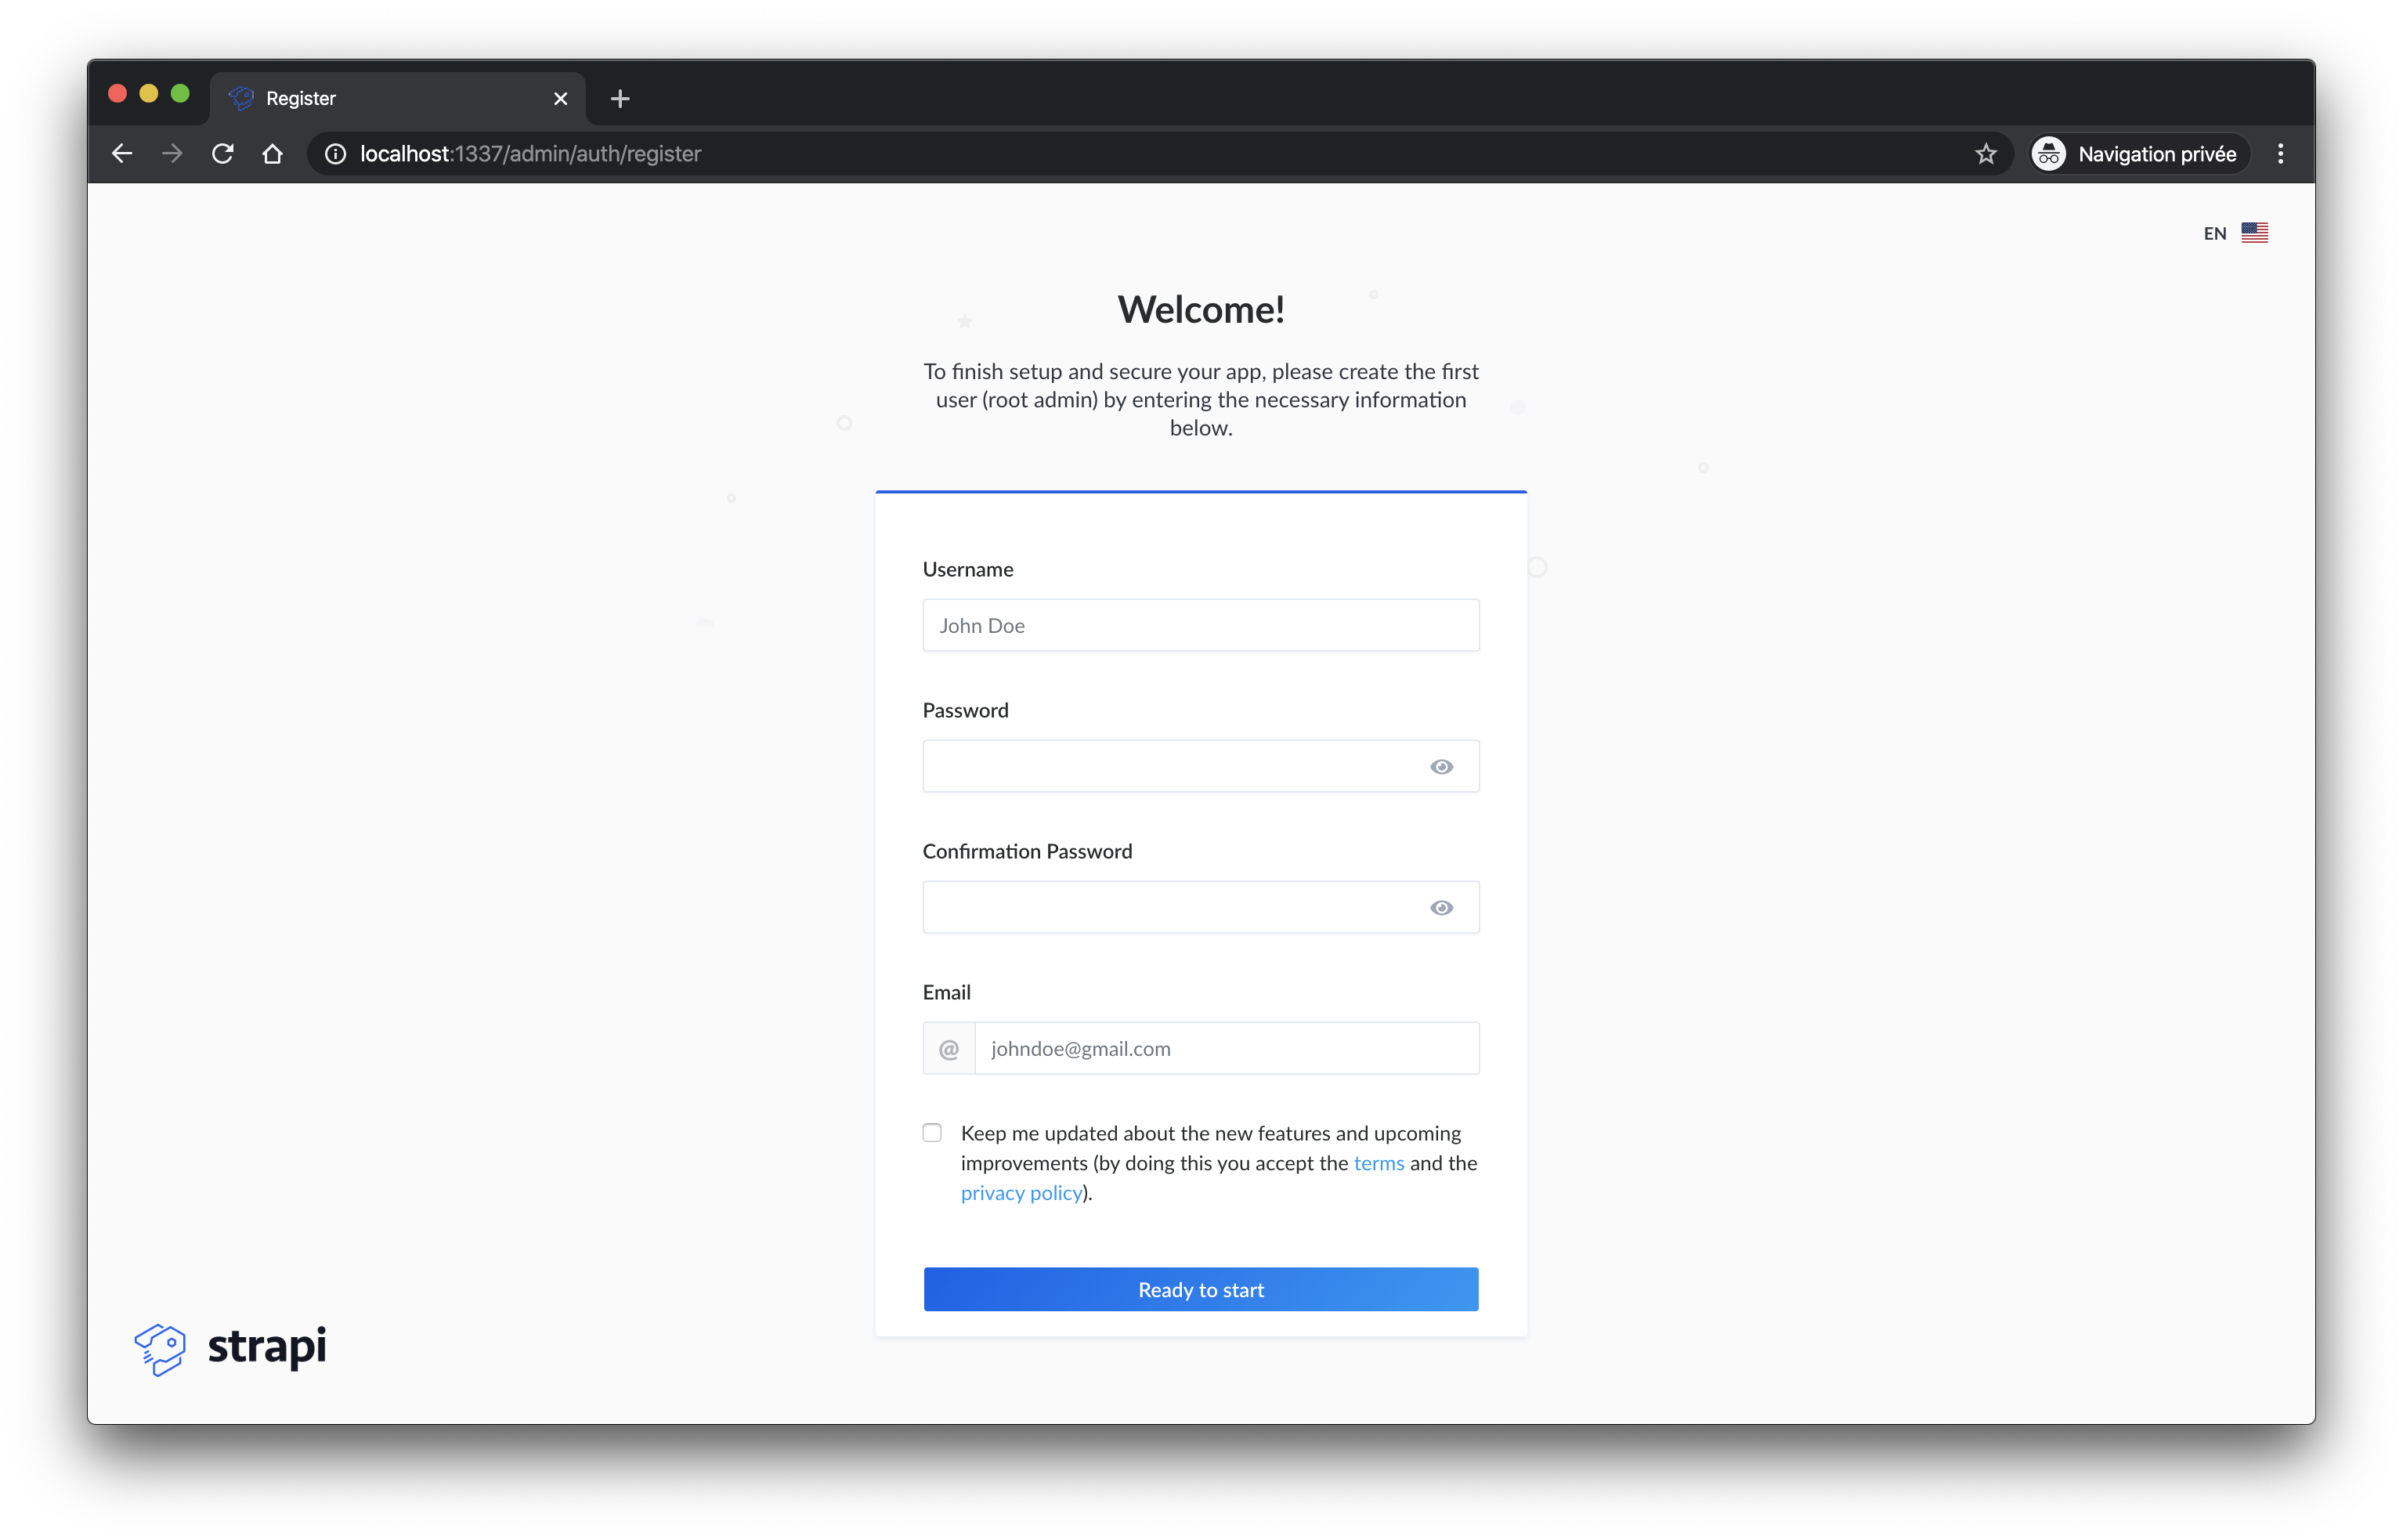 Register
localhost:1337/admin/auth/register
Navigation privée
EN
Welcome!
To finish setup and secure your app, please create the first
user (root admin) by entering the necessary information
below.
Username
John Doe
Password
Confirmation Password
Email
@ johndoe@gmail.com
Keep me updated about the new features and upcoming
improvements (by doing this you accept the terms and the
privacy policy).
Ready to start
strapi